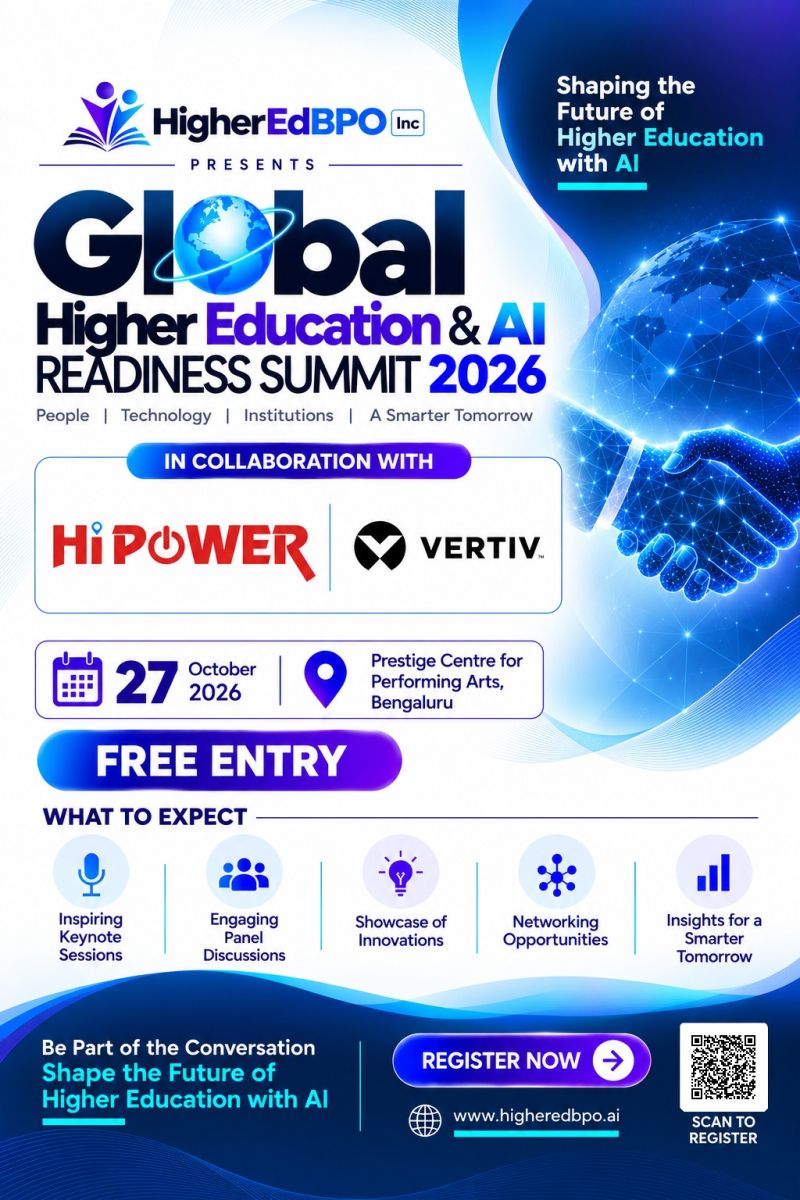 HigherEdBPO Inc
PRESENTS
Global
Higher Education & AI
READINESS SUMMIT 2026
People | Technology | Institutions | A Smarter Tomorrow
Shaping the
Future of
Higher Education
with AI
IN COLLABORATION WITH
Hi POWER
VERTIV™
27
October
2026
Prestige Centre for
Performing Arts,
Bengaluru
FREE ENTRY
WHAT TO EXPECT
Inspiring
Keynote
Sessions
Engaging
Panel
Discussions
Showcase of
Innovations
Networking
Opportunities
Insights for a
Smarter
Tomorrow
Be Part of the Conversation
Shape the Future of
Higher Education with AI
REGISTER NOW
www.higheredbpo.ai
SCAN TO
REGISTER